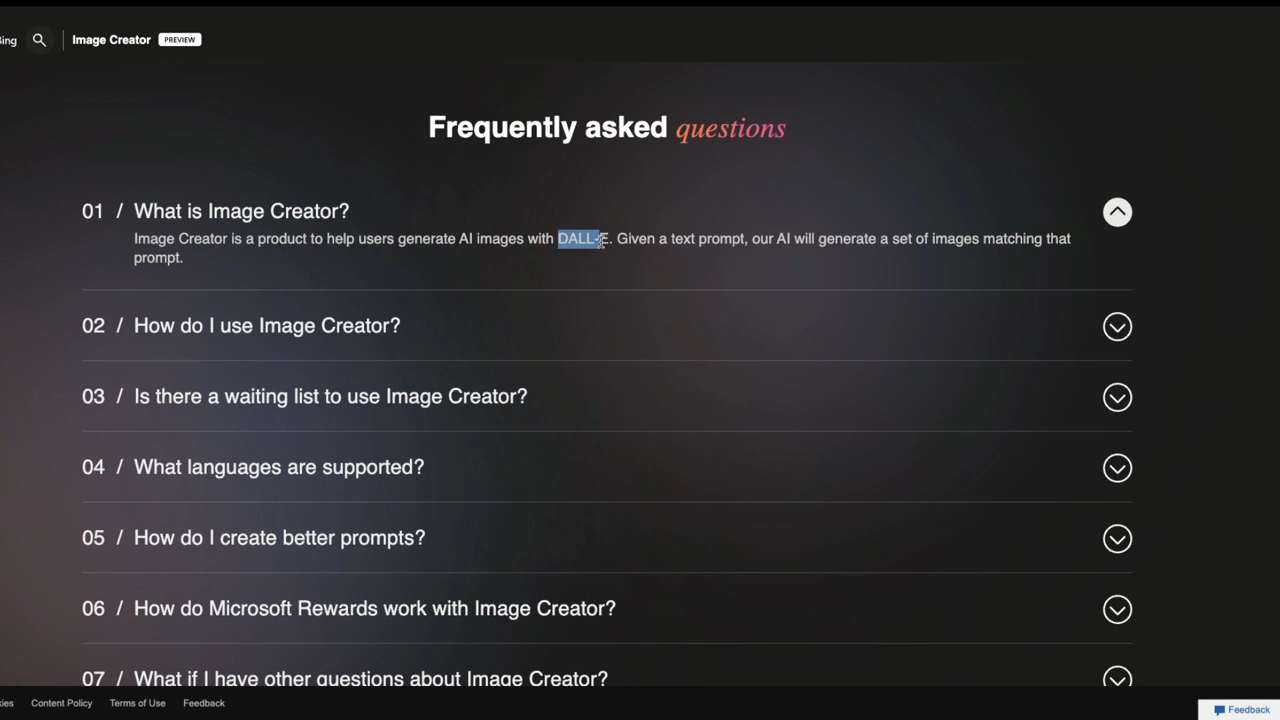 ing Image Creator PREVIEW
Frequently asked questions
01 / What is Image Creator?
Image Creator is a product to help users generate AI images with DALL-E. Given a text prompt, our AI will generate a set of images matching that
prompt.
02 / How do I use Image Creator?
03 / Is there a waiting list to use Image Creator?
04 / What languages are supported?
05 / How do I create better prompts?
06 / How do Microsoft Rewards work with Image Creator?
07 / What if I have other questions about Image Creator?
ies Content Policy Terms of Use Feedback
Feedback